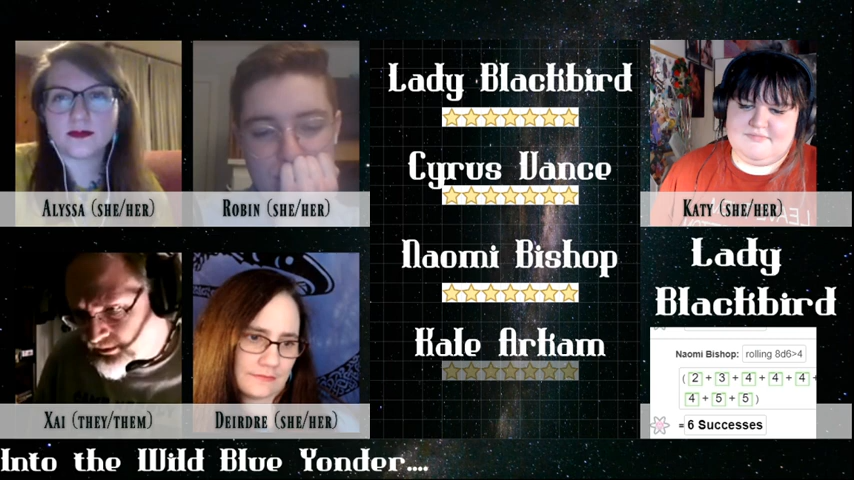 Lady Blackbird
Cyrus Vance
Naomi Bishop
Kale Arkam
Alyssa (she/her)
Robin (she/her)
Katy (she/her)
Xai (they/them)
Deirdre (she/her)
Lady
Blackbird
Naomi Bishop: rolling 8d6>4
( 2 + 3 + 4 + 4 + 4 +
4 + 5 + 5 )
= 6 Successes
Into the Wild Blue Yonder....